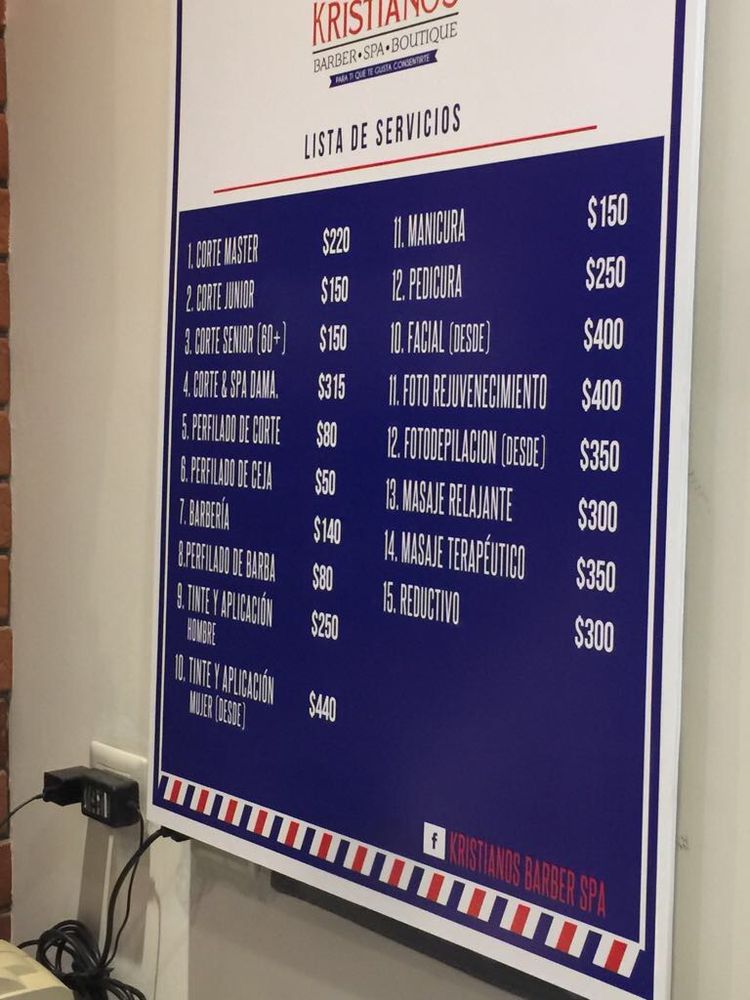 KRISTIANOS
BARBER•SPA•BOUTIQUE
PARA TI QUE TE GUSTA CONSENTIRTE
LISTA DE SERVICIOS
1. CORTE MASTER $220
2. CORTE JUNIOR $150
3. CORTE SENIOR (60+) $150
4. CORTE & SPA DAMA. $315
5. PERFILADO DE CORTE $80
6. PERFILADO DE CEJA $50
7. BARBERÍA $140
8.PERFILADO DE BARBA $80
9. TINTE Y APLICACIÓN
HOMBRE $250
10. TINTE Y APLICACIÓN
MUJER (DESDE) $440
11. MANICURA $150
12. PEDICURA $250
10. FACIAL (DESDE) $400
11. FOTO REJUVENECIMIENTO $400
12. FOTODEPILACION (DESDE) $350
13. MASAJE RELAJANTE $300
14. MASAJE TERAPÉUTICO $350
15. REDUCTIVO $300
f KRISTIANOS BARBER SPA